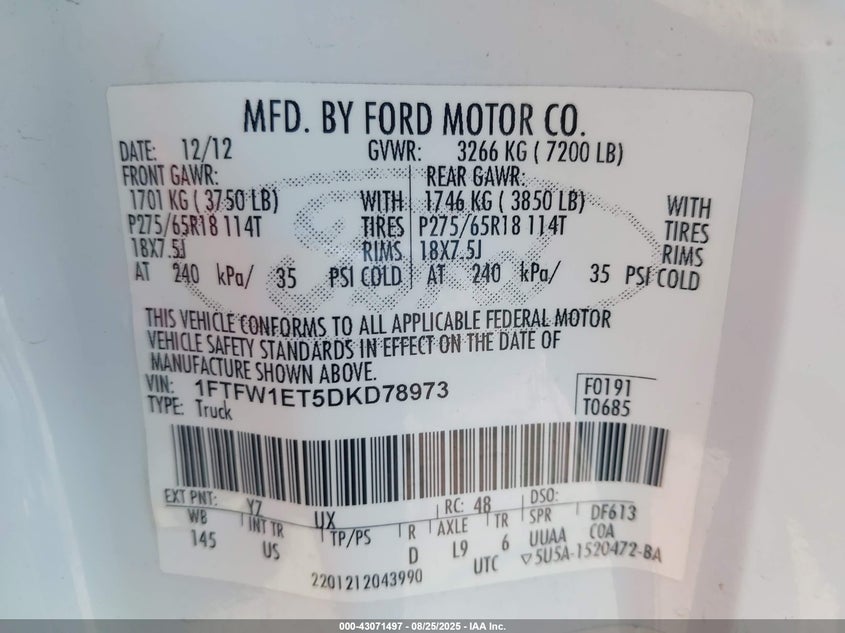 MFD. BY FORD MOTOR CO.
DATE: 12/12 GVWR: 3266 KG ( 7200 LB)
FRONT GAWR: REAR GAWR:
1701 KG ( 3750 LB) WITH 1746 KG ( 3850 LB) WITH
P275/65R18 114T TIRES P275/65R18 114T TIRES
18X7.5J RIMS 18X7.5J RIMS
AT 240 kPa/ 35 PSI COLD AT 240 kPa/ 35 PSI COLD
THIS VEHICLE CONFORMS TO ALL APPLICABLE FEDERAL MOTOR
VEHICLE SAFETY STANDARDS IN EFFECT ON THE DATE OF
MANUFACTURE SHOWN ABOVE.
VIN: 1FTFW1ET5DKD78973 F0191
TYPE: Truck T0685
EXT PNT: YZ UX RC: 48 DSO:
WB INT TR TP/PS R AXLE TR SPR DF613
145 US D L9 6 UUAA COA
UTC ▽5U5A-1520472-BA
2201212043990
000-43071497 - 08/25/2025 - IAA Inc.